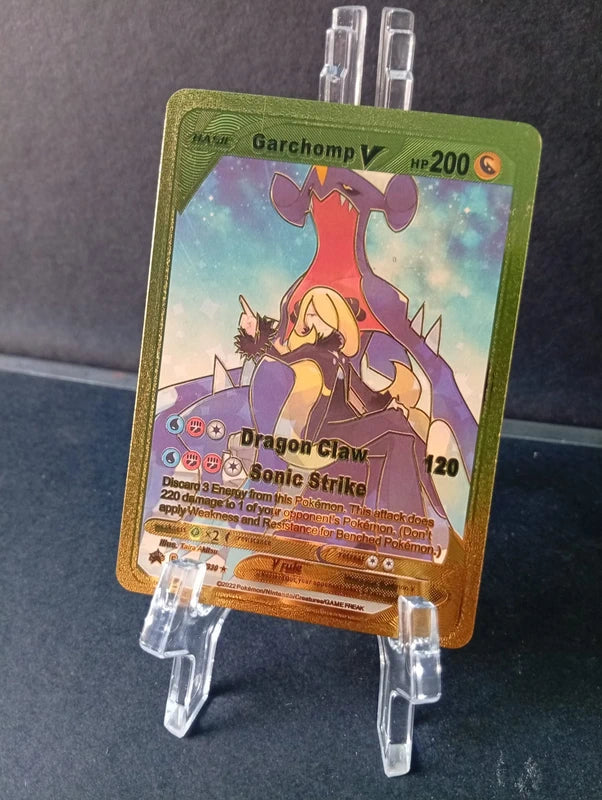 BASIC Garchomp V HP 200
Dragon Claw 120
Sonic Strike
Discard 3 Energy from this Pokémon. This attack does
220 damage to 1 of your opponent's Pokémon. (Don't
apply Weakness and Resistance for Benched Pokémon.)
×2
Illus.
V rule
©2022 Pokémon/Nintendo/Creatures/GAME FREAK